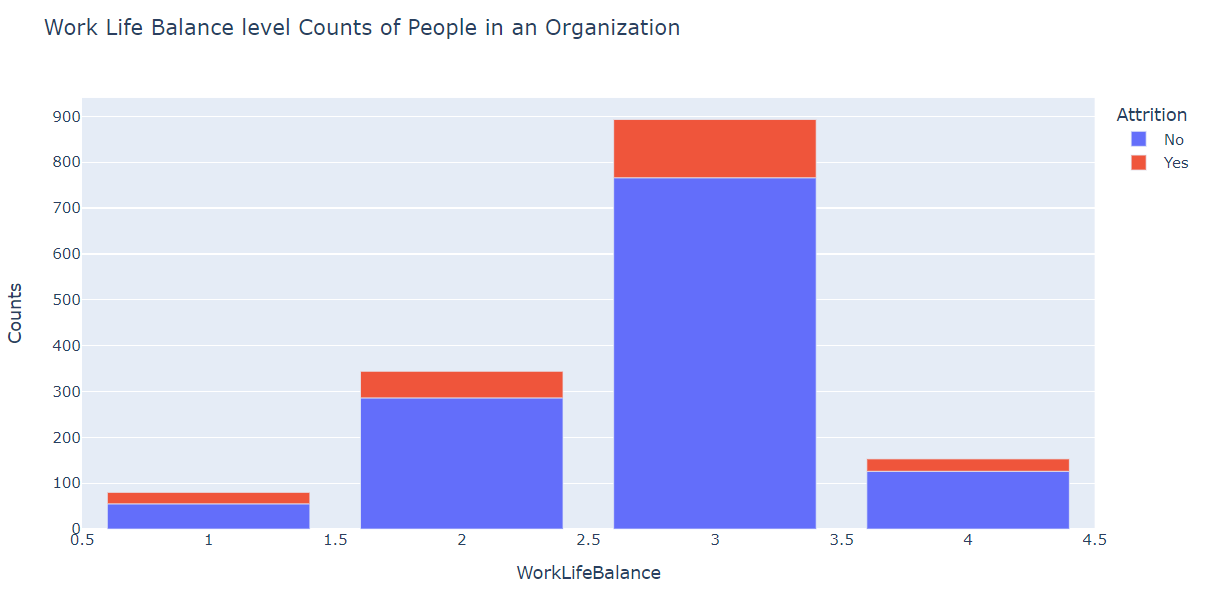 Work Life Balance level Counts of People in an Organization
Attrition
No
Yes
Counts
900
800
700
600
500
400
300
200
100
0
0.5 1 1.5 2 2.5 3 3.5 4 4.5
WorkLifeBalance